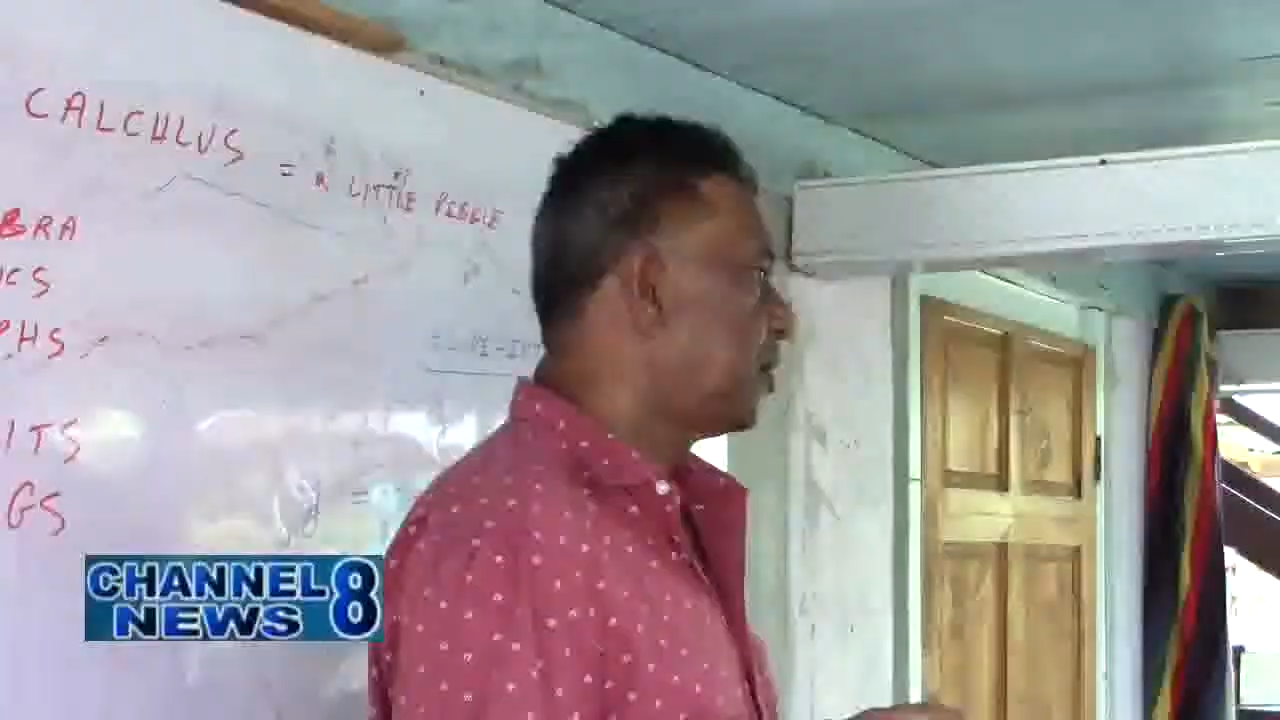 CALCULUS
= A LITTLE PEBBLE
BRA
ICS
PHS
ITS
GS
y =
CHANNEL 8
NEWS